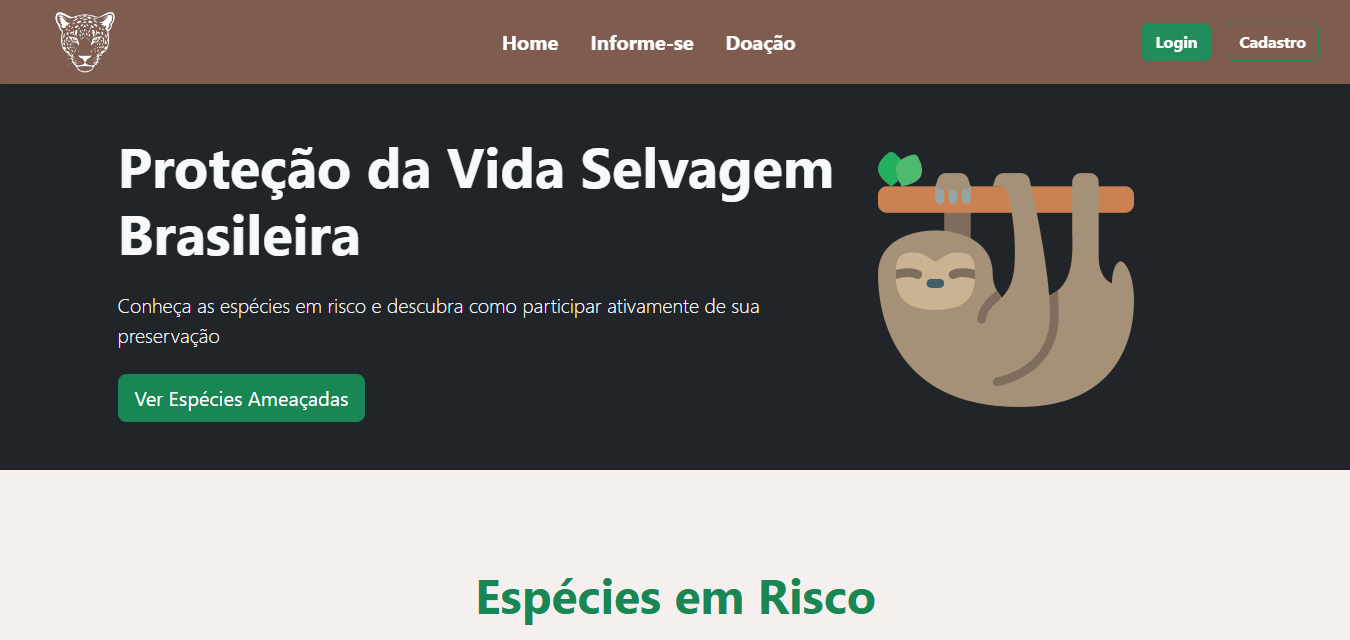 Home Informe-se Doação Login Cadastro
Proteção da Vida Selvagem
Brasileira
Conheça as espécies em risco e descubra como participar ativamente de sua
preservação
Ver Espécies Ameaçadas
Espécies em Risco